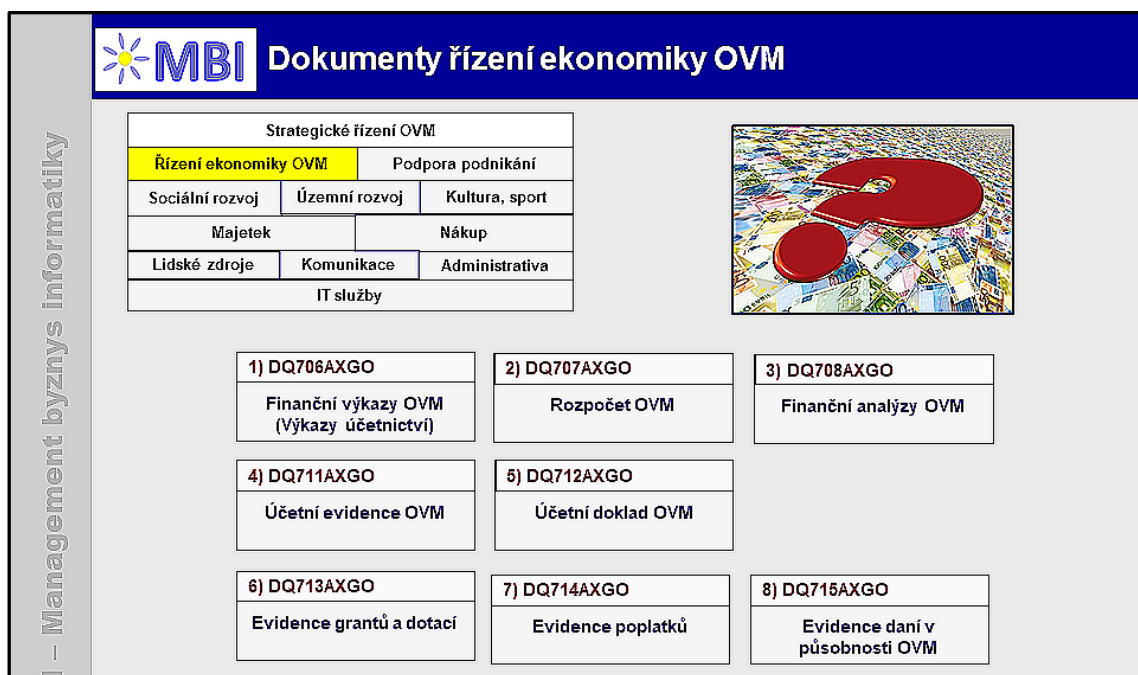 MBI
Dokumenty řízení ekonomiky OVM
Strategické řízení OVM
Řízení ekonomiky OVM
Podpora podnikání
Sociální rozvoj
Územní rozvoj
Kultura, sport
Majetek
Nákup
Lidské zdroje
Komunikace
Administrativa
IT služby
1) DQ706AXGO
Finanční výkazy OVM
(Výkazy účetnictví)
2) DQ707AXGO
Rozpočet OVM
3) DQ708AXGO
Finanční analýzy OVM
4) DQ711AXGO
Účetní evidence OVM
5) DQ712AXGO
Účetní doklad OVM
6) DQ713AXGO
Evidence grantů a dotací
7) DQ714AXGO
Evidence poplatků
8) DQ715AXGO
Evidence daní v
působnosti OVM
– Management byznys informatiky